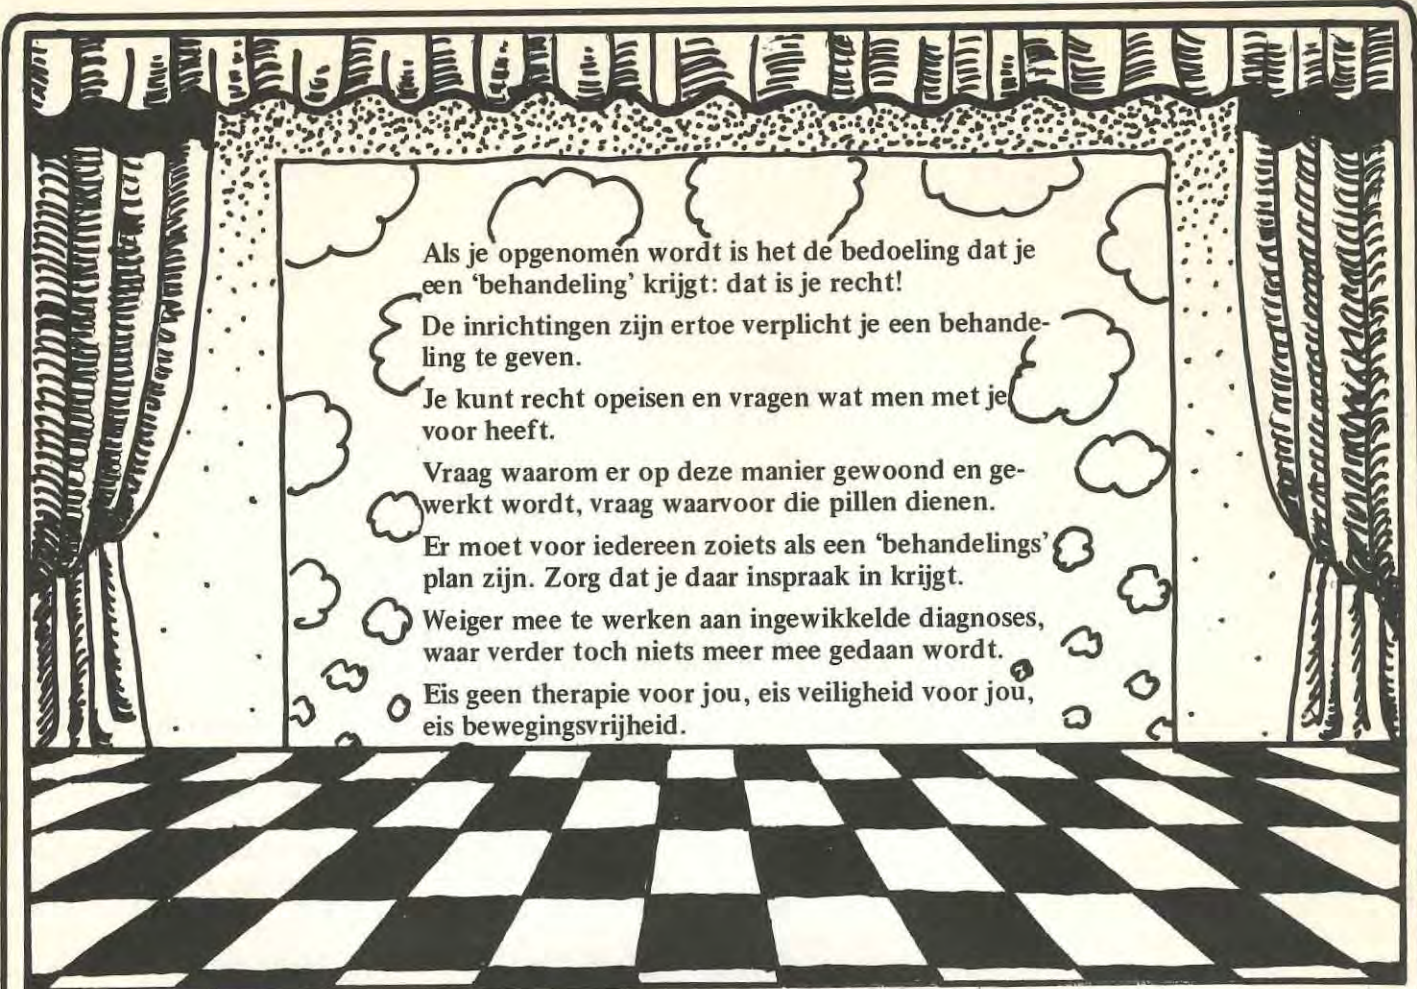 Als je opgenomen wordt is het de bedoeling dat je
een ‘behandeling’ krijgt: dat is je recht!
De inrichtingen zijn ertoe verplicht je een behande-
ling te geven.
Je kunt recht opeisen en vragen wat men met je
voor heeft.
Vraag waarom er op deze manier gewoond en ge-
werkt wordt, vraag waarvoor die pillen dienen.
Er moet voor iedereen zoiets als een ‘behandelings’
plan zijn. Zorg dat je daar inspraak in krijgt.
Weiger mee te werken aan ingewikkelde diagnoses,
waar verder toch niets meer mee gedaan wordt.
Eis geen therapie voor jou, eis veiligheid voor jou,
eis bewegingsvrijheid.